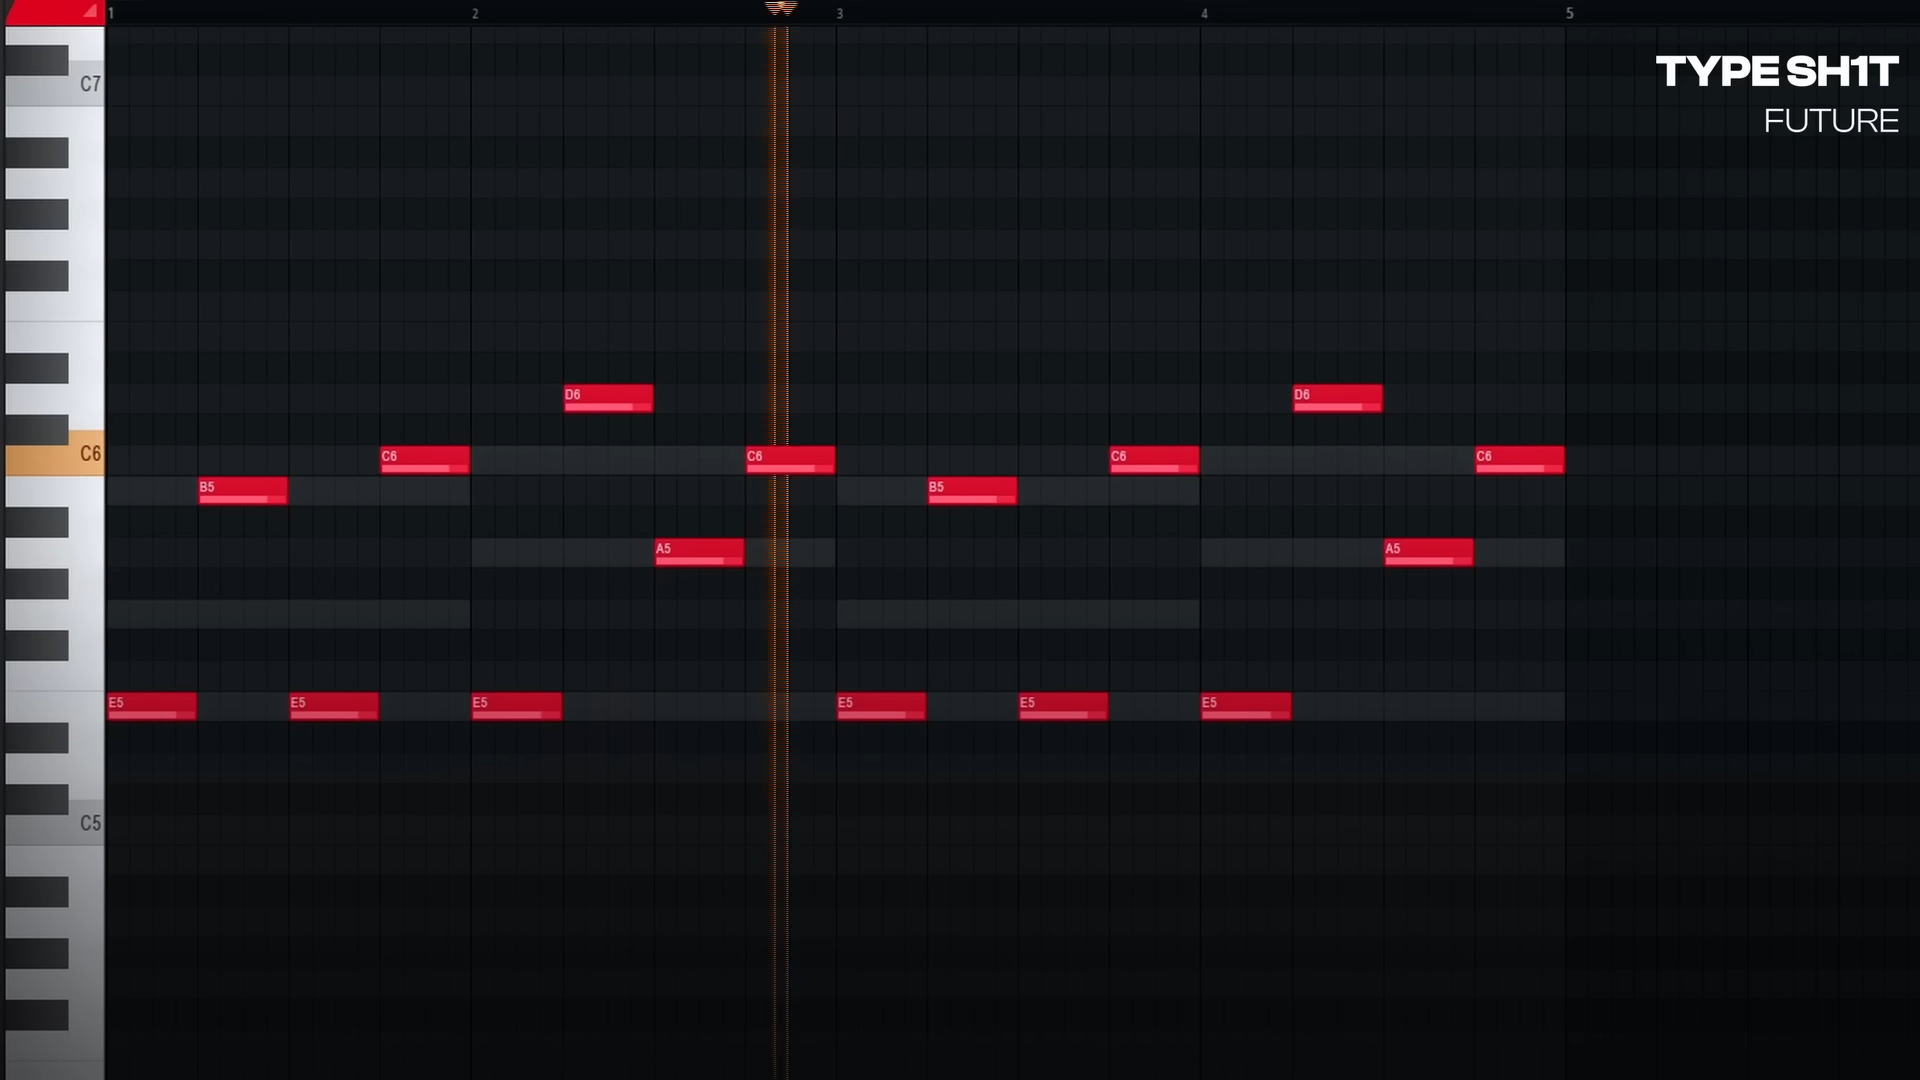 1 2 3 4 5
TYPE SH1T
FUTURE
C7
D6 D6
C6 C6 C6 C6 C6
B5 B5
A5 A5
E5 E5 E5 E5 E5 E5
C5